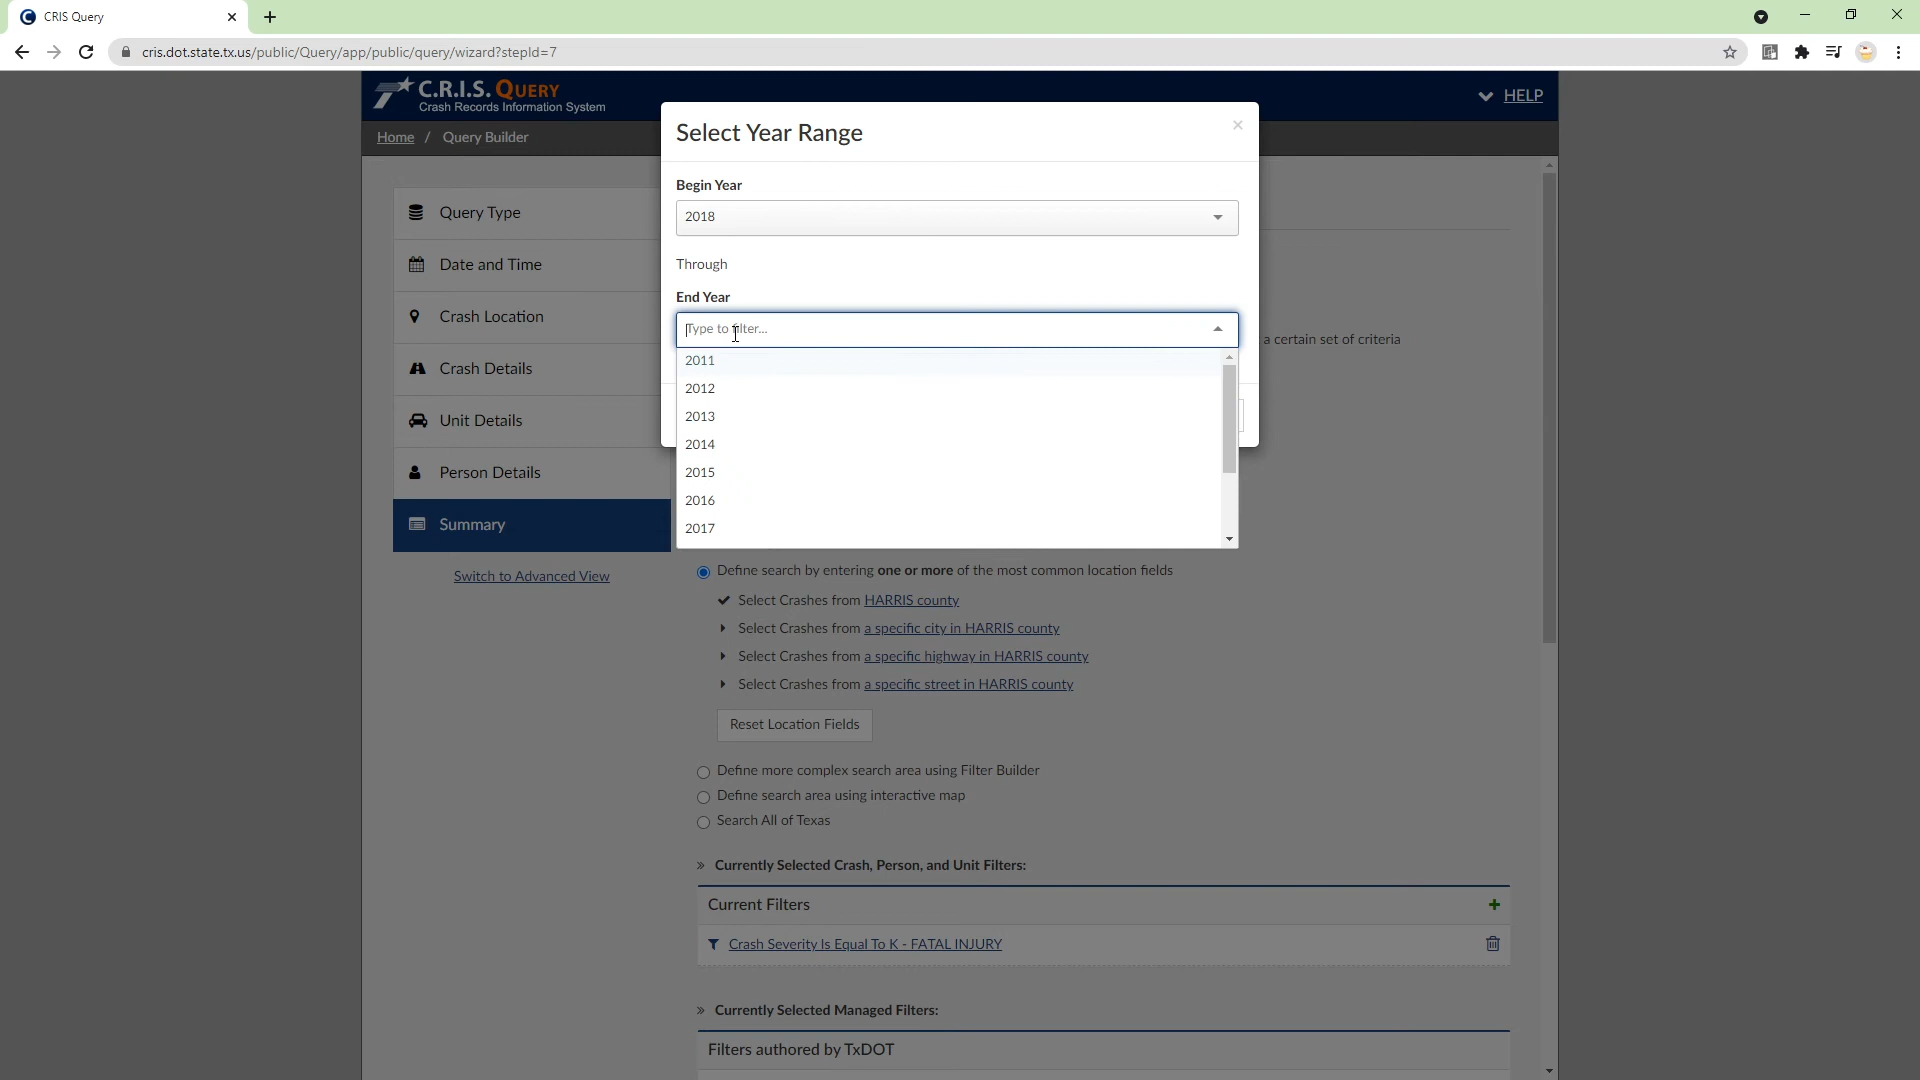 CRIS Query
cris.dot.state.tx.us/public/Query/app/public/query/wizard?stepId=7
C.R.I.S. QUERY
Crash Records Information System
HELP
Home / Query Builder
Select Year Range
Begin Year
2018
Through
End Year
Type to filter...
2011
2012
2013
2014
2015
2016
2017
Query Type
Date and Time
Crash Location
Crash Details
Unit Details
Person Details
Summary
Switch to Advanced View
a certain set of criteria
Define search by entering one or more of the most common location fields
Select Crashes from HARRIS county
Select Crashes from a specific city in HARRIS county
Select Crashes from a specific highway in HARRIS county
Select Crashes from a specific street in HARRIS county
Reset Location Fields
Define more complex search area using Filter Builder
Define search area using interactive map
Search All of Texas
» Currently Selected Crash, Person, and Unit Filters:
Current Filters
Crash Severity Is Equal To K - FATAL INJURY
» Currently Selected Managed Filters:
Filters authored by TxDOT